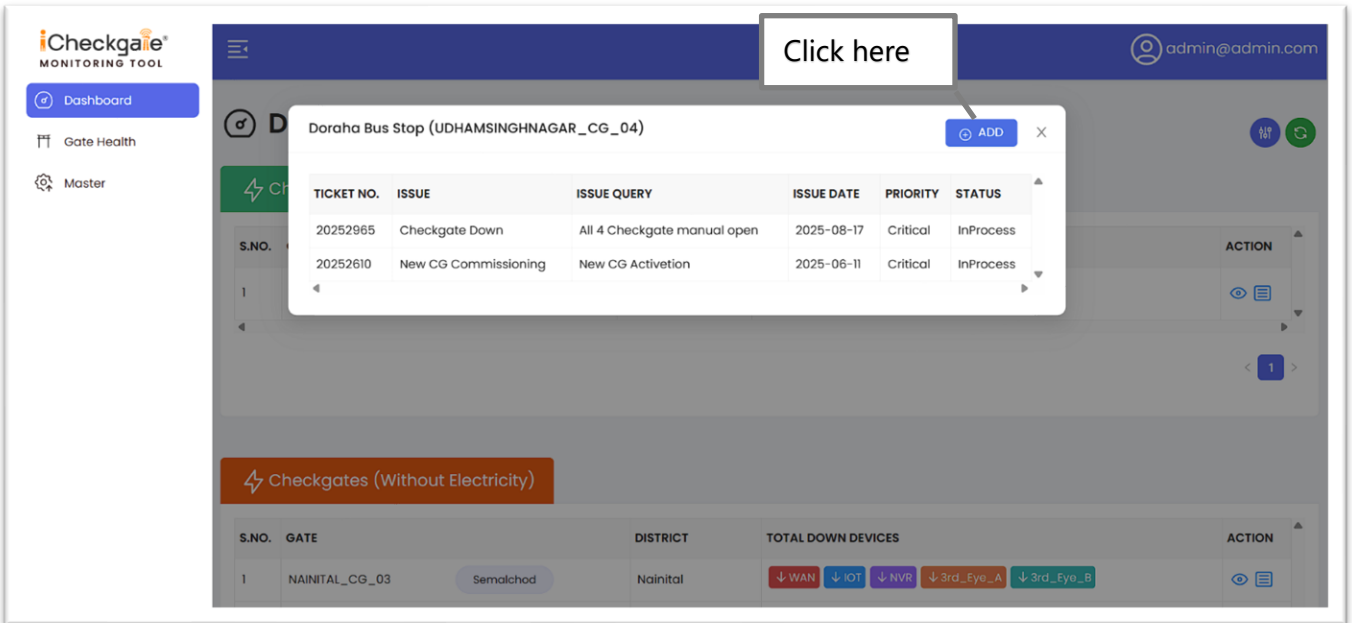 iCheckgate®
MONITORING TOOL
Click here
admin@admin.com
Dashboard
Gate Health
Master
D
Doraha Bus Stop (UDHAMSINGHNAGAR_CG_04)
ADD
TICKET NO. ISSUE ISSUE QUERY ISSUE DATE PRIORITY STATUS
20252965 Checkgate Down All 4 Checkgate manual open 2025-08-17 Critical InProcess
20252610 New CG Commissioning New CG Activetion 2025-06-11 Critical InProcess
Ch
S.NO. ACTION
1
1
Checkgates (Without Electricity)
S.NO. GATE DISTRICT TOTAL DOWN DEVICES ACTION
1 NAINITAL_CG_03 Semalchod Nainital WAN IOT NVR 3rd_Eye_A 3rd_Eye_B